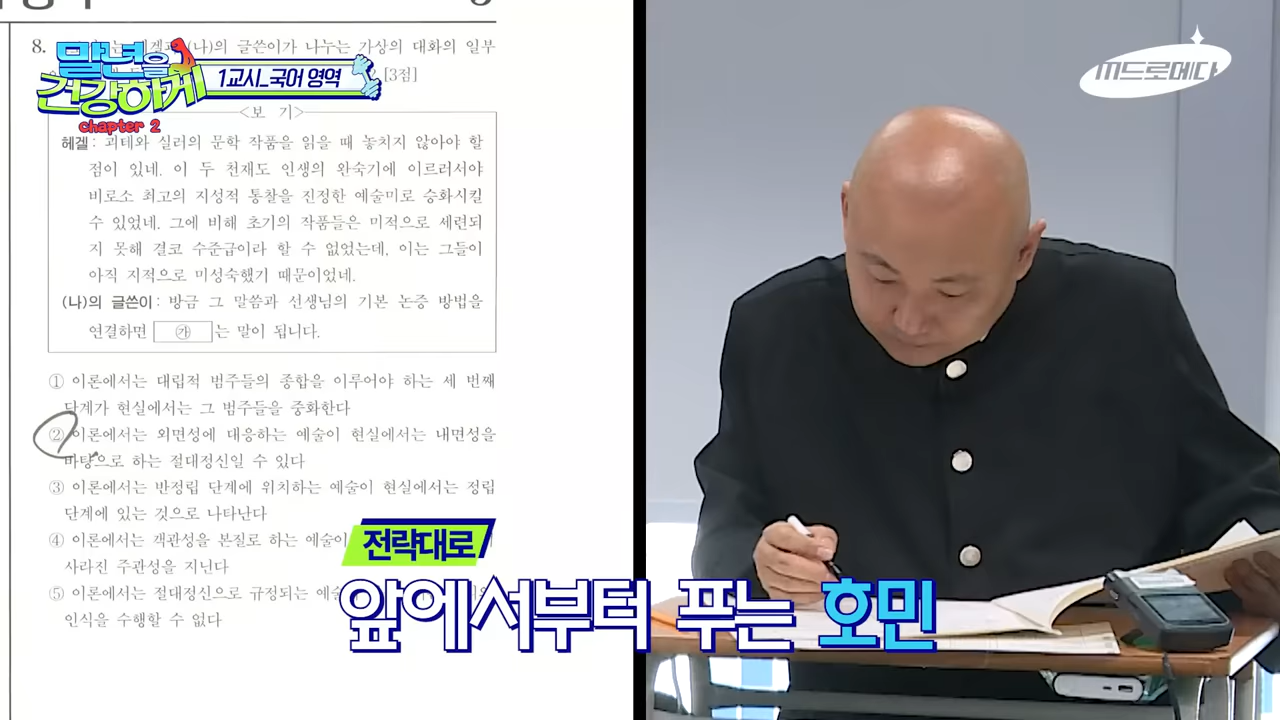 8.
헤겔과 (나)의 글쓴이가 나누는 가상의 대화의 일부
[3점]
말년을
건강하게
chapter 2
1교시_국어 영역
m드로메다
<보 기>
헤겔: 괴테와 실러의 문학 작품을 읽을 때 놓치지 않아야 할
점이 있네. 이 두 천재도 인생의 완숙기에 이르러서야
비로소 최고의 지성적 통찰을 진정한 예술미로 승화시킬
수 있었네. 그에 비해 초기의 작품들은 미적으로 세련되
지 못해 결코 수준급이라 할 수 없었는데, 이는 그들이
아직 지적으로 미성숙했기 때문이었네.
(나)의 글쓴이: 방금 그 말씀과 선생님의 기본 논증 방법을
연결하면 ㉮ 는 말이 됩니다.
① 이론에서는 대립적 범주들의 종합을 이루어야 하는 세 번째
단계가 현실에서는 그 범주들을 중화한다
② 이론에서는 외면성에 대응하는 예술이 현실에서는 내면성을
바탕으로 하는 절대정신일 수 있다
③ 이론에서는 반정립 단계에 위치하는 예술이 현실에서는 정립
단계에 있는 것으로 나타난다
④ 이론에서는 객관성을 본질로 하는 예술이
사라진 주관성을 지닌다
⑤ 이론에서는 절대정신으로 규정되는 예술
인식을 수행할 수 없다
전략대로
앞에서부터 푸는 호민